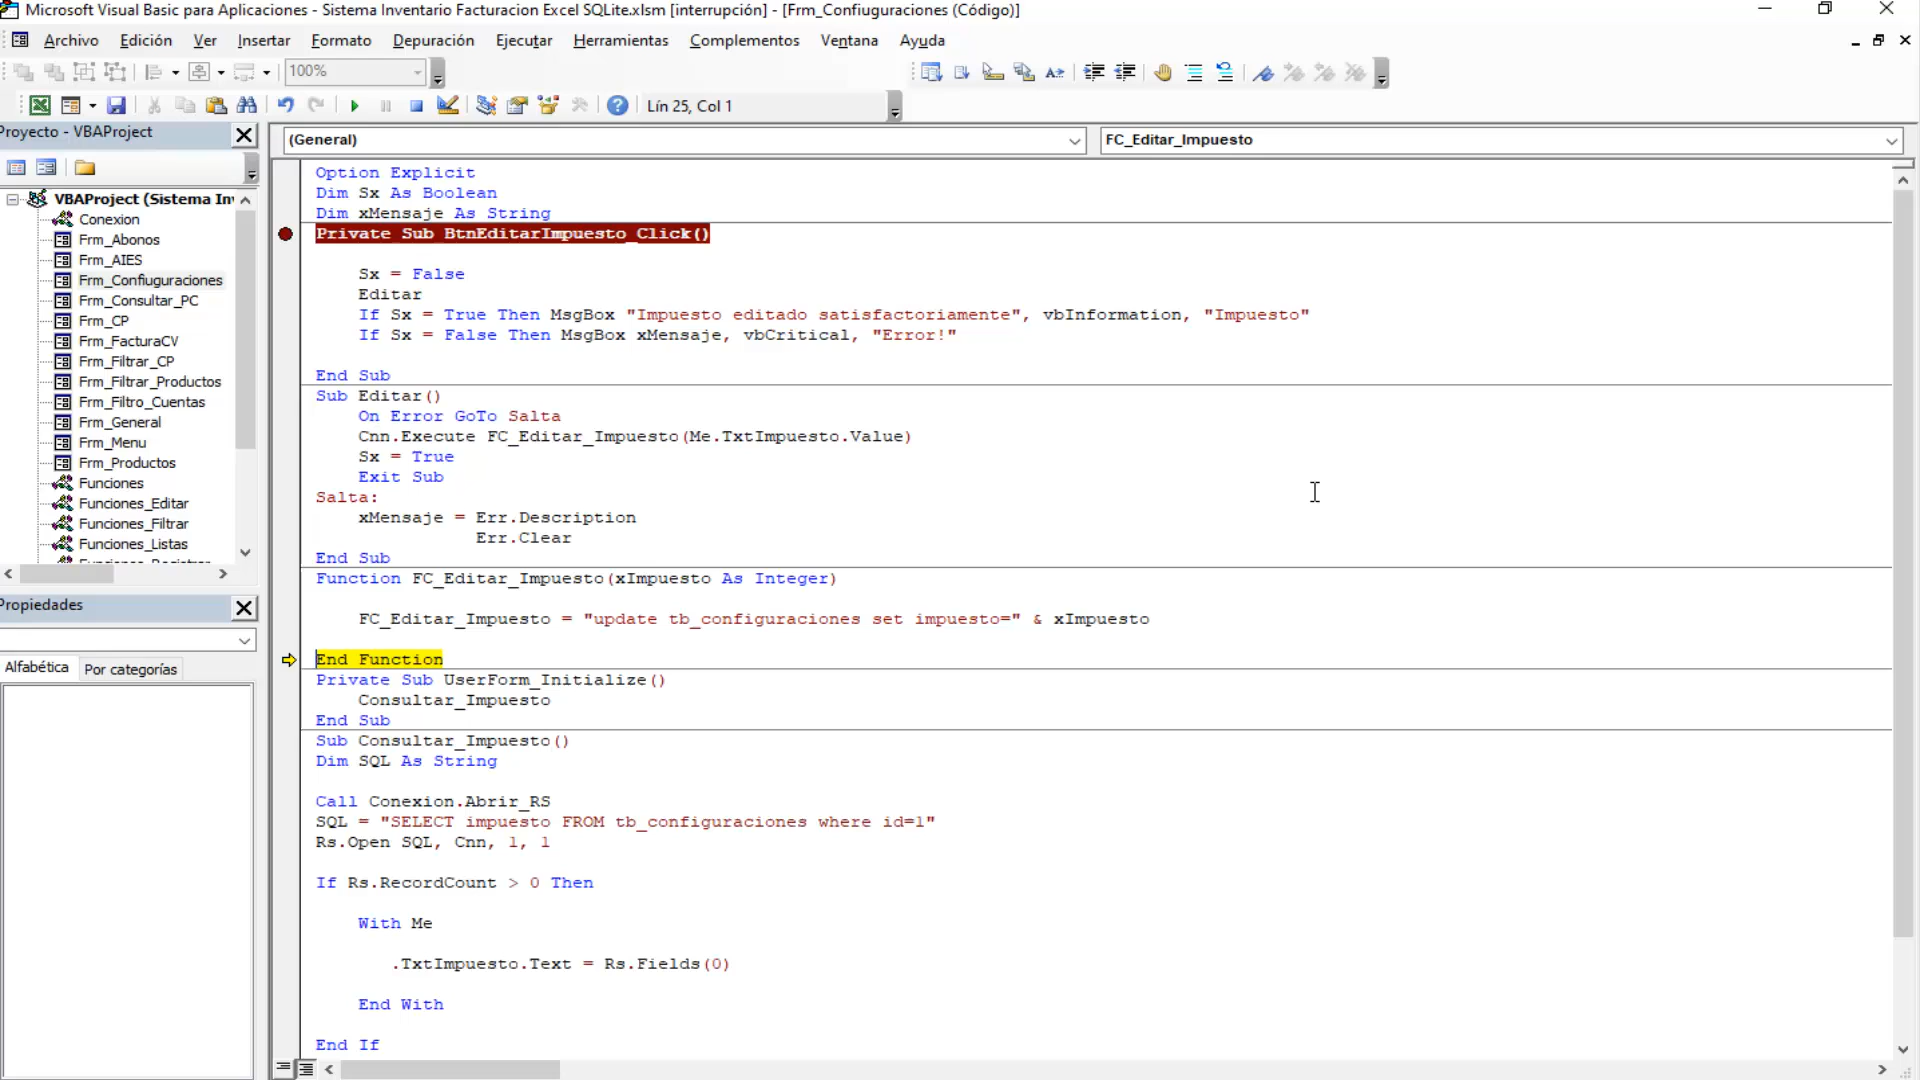 Microsoft Visual Basic para Aplicaciones - Sistema Inventario Facturacion Excel SQLite.xlsm [interrupción] - [Frm_Confiuguraciones (Código)]
Archivo Edición Ver Insertar Formato Depuración Ejecutar Herramientas Complementos Ventana Ayuda
100%
Lín 25, Col 1
Proyecto - VBAProject
(General)
FC_Editar_Impuesto
VBAProject (Sistema Inv
Conexion
Frm_Abonos
Frm_AIES
Frm_Confiuguraciones
Frm_Consultar_PC
Frm_CP
Frm_FacturaCV
Frm_Filtrar_CP
Frm_Filtrar_Productos
Frm_Filtro_Cuentas
Frm_General
Frm_Menu
Frm_Productos
Funciones
Funciones_Editar
Funciones_Filtrar
Funciones_Listas
Propiedades
Alfabética Por categorías
Option Explicit
Dim Sx As Boolean
Dim xMensaje As String
Private Sub BtnEditarImpuesto_Click()
Sx = False
Editar
If Sx = True Then MsgBox "Impuesto editado satisfactoriamente", vbInformation, "Impuesto"
If Sx = False Then MsgBox xMensaje, vbCritical, "Error!"
End Sub
Sub Editar()
On Error GoTo Salta
Cnn.Execute FC_Editar_Impuesto(Me.TxtImpuesto.Value)
Sx = True
Exit Sub
Salta:
xMensaje = Err.Description
Err.Clear
End Sub
Function FC_Editar_Impuesto(xImpuesto As Integer)
FC_Editar_Impuesto = "update tb_configuraciones set impuesto=" & xImpuesto
End Function
Private Sub UserForm_Initialize()
Consultar_Impuesto
End Sub
Sub Consultar_Impuesto()
Dim SQL As String
Call Conexion.Abrir_RS
SQL = "SELECT impuesto FROM tb_configuraciones where id=1"
Rs.Open SQL, Cnn, 1, 1
If Rs.RecordCount > 0 Then
With Me
.TxtImpuesto.Text = Rs.Fields(0)
End With
End If